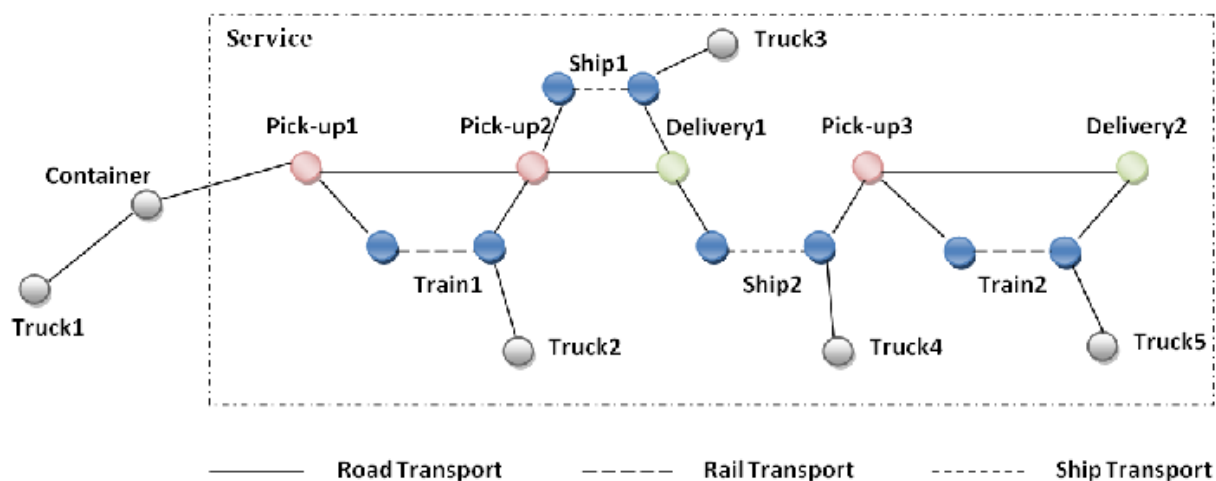 Service
Truck3
Ship1
Pick-up1
Pick-up2
Delivery1
Pick-up3
Delivery2
Container
Train1
Ship2
Train2
Truck1
Truck2
Truck4
Truck5
Road Transport
Rail Transport
Ship Transport